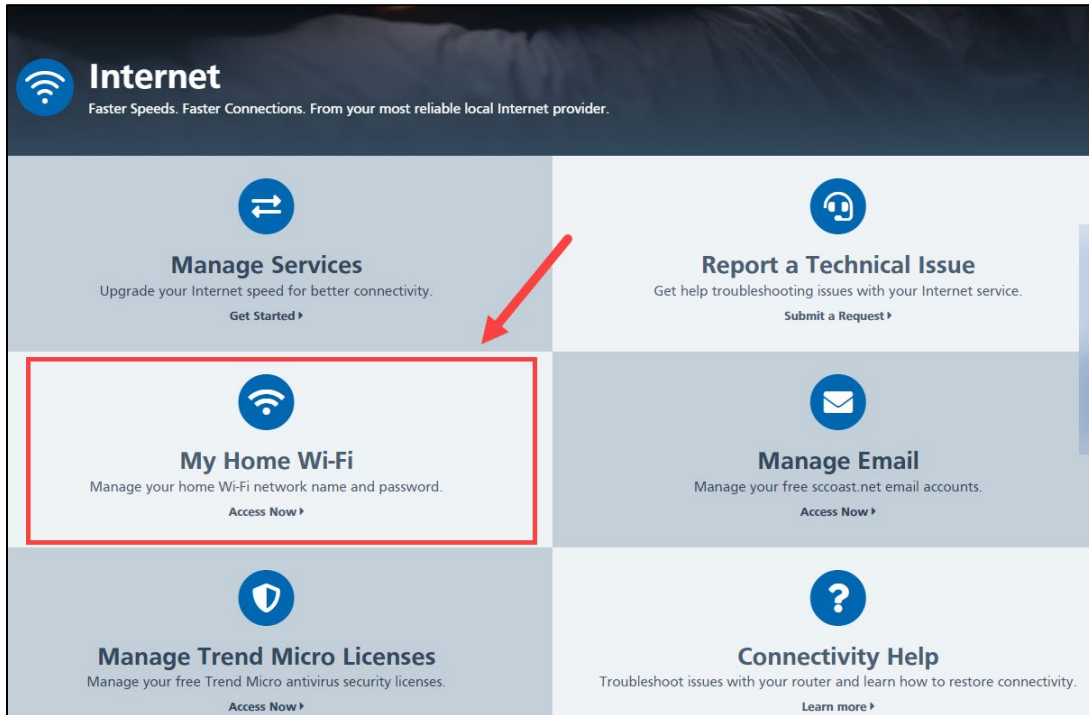 Internet
Faster Speeds. Faster Connections. From your most reliable local Internet provider.
Manage Services
Upgrade your Internet speed for better connectivity.
Get Started
Report a Technical Issue
Get help troubleshooting issues with your Internet service.
Submit a Request
My Home Wi-Fi
Manage your home Wi-Fi network name and password.
Access Now
Manage Email
Manage your free sccoast.net email accounts.
Access Now
Manage Trend Micro Licenses
Manage your free Trend Micro antivirus security licenses.
Access Now
Connectivity Help
Troubleshoot issues with your router and learn how to restore connectivity.
Learn more